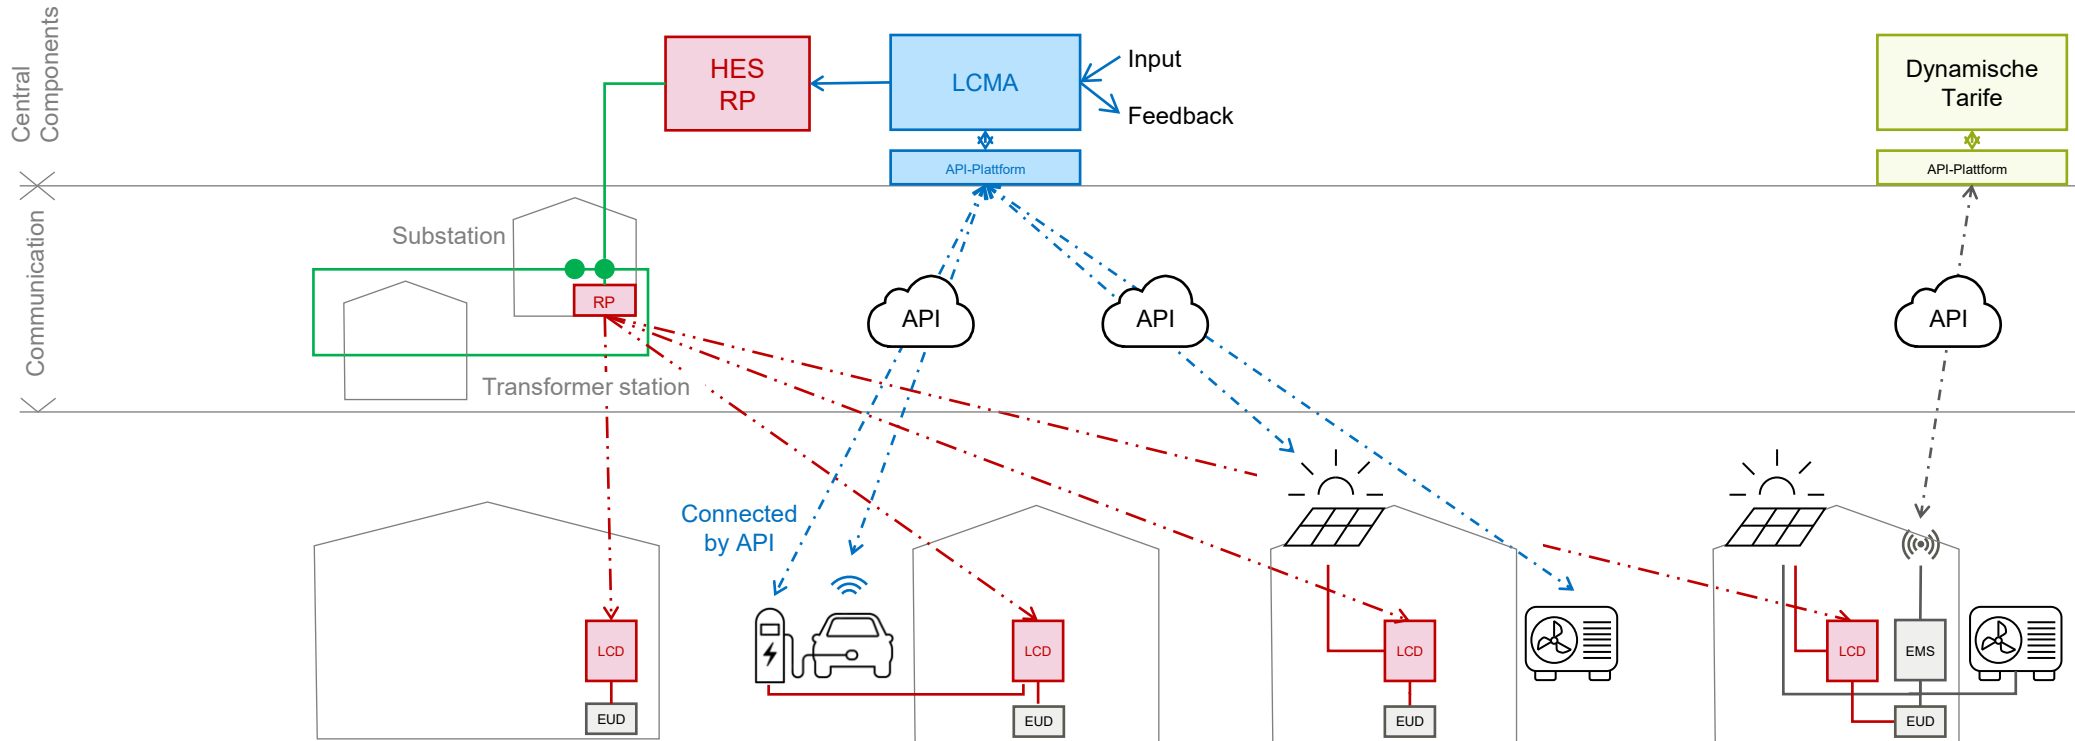 Central
Components
HES
RP
LCMA
Input
Feedback
API-Plattform
Dynamische
Tarife
API-Plattform
Communication
Substation
RP
Transformer station
API
API
API
Connected
by API
LCD
EUD
LCD
EUD
LCD
EUD
LCD
EMS
EUD